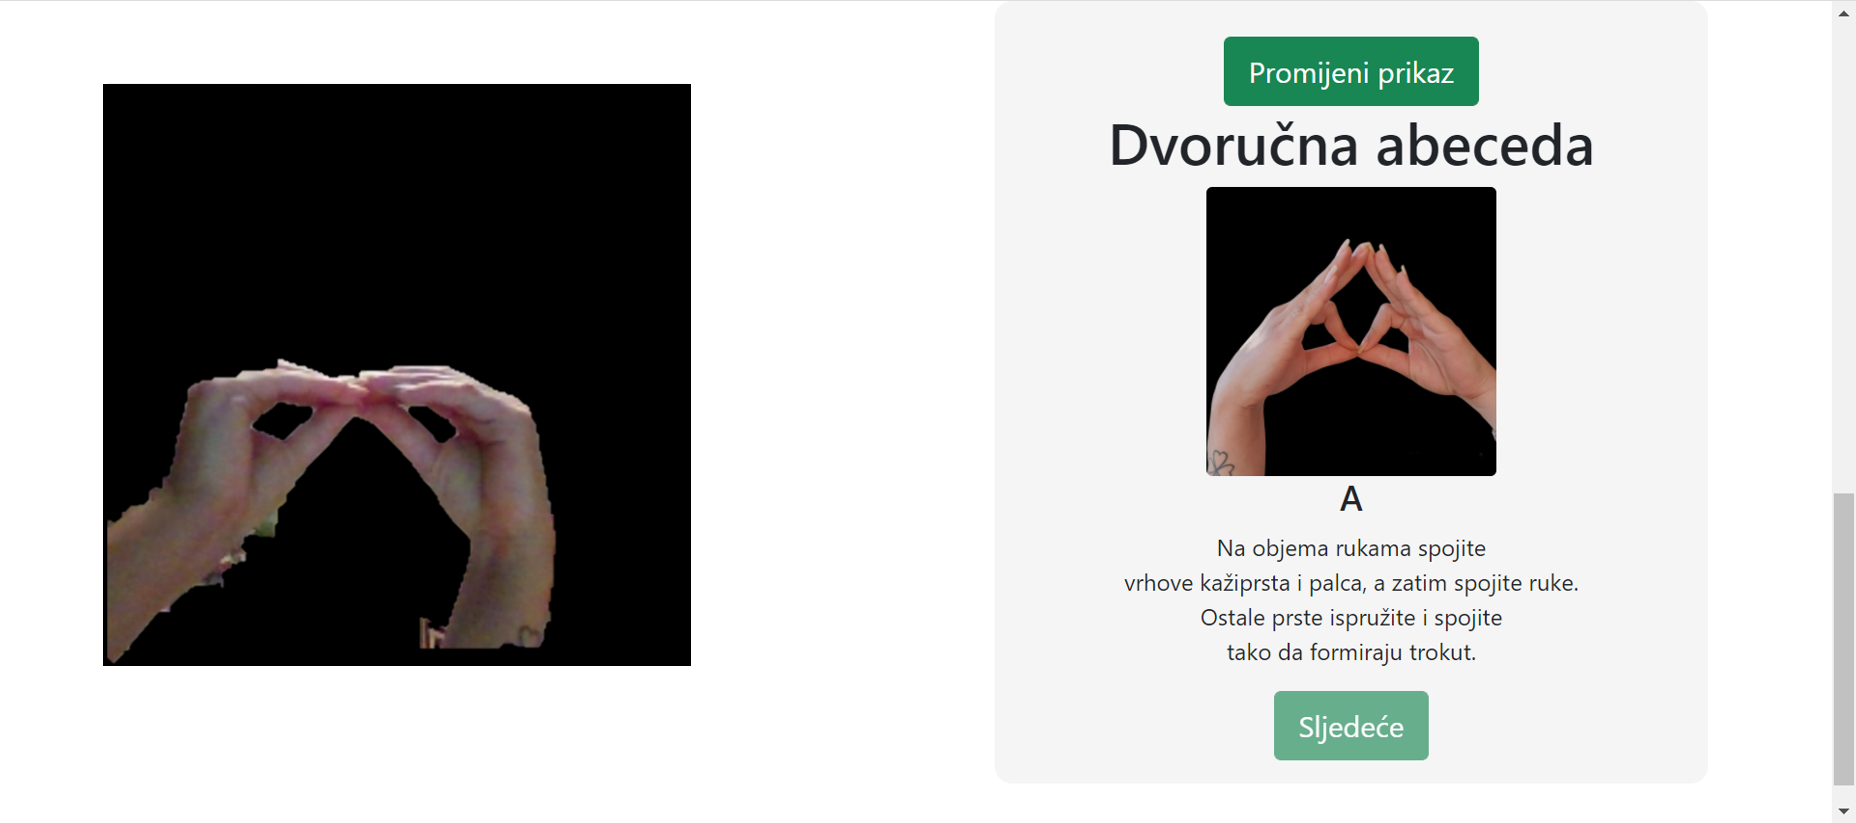 Promijeni prikaz
Dvoručna abeceda
A
Na objema rukama spojite
vrhove kažiprsta i palca, a zatim spojite ruke.
Ostale prste ispružite i spojite
tako da formiraju trokut.
Sljedeće